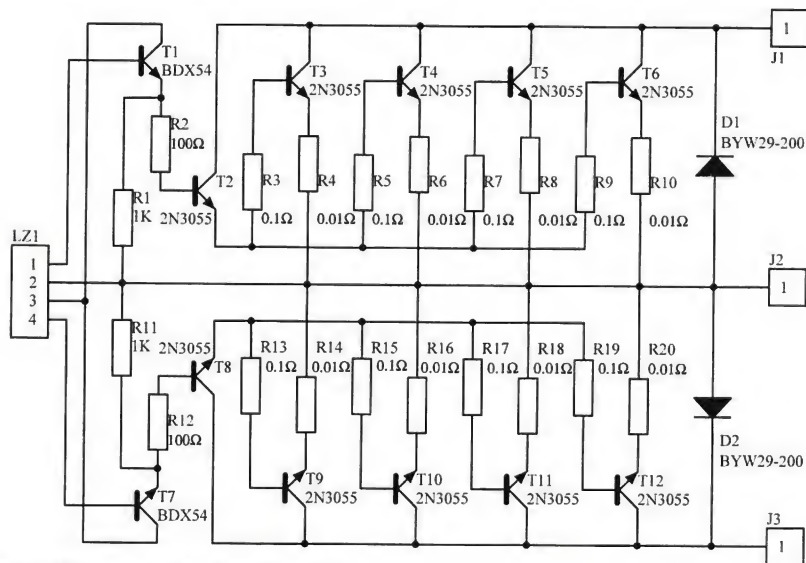 1
J1
T1
BDX54
T3
2N3055
T4
2N3055
T5
2N3055
T6
2N3055
R2
100Ω
D1
BYW29-200
R1
1K
T2
2N3055
R3
0.1Ω
R4
0.01Ω
R5
0.1Ω
R6
0.01Ω
R7
0.1Ω
R8
0.01Ω
R9
0.1Ω
R10
0.01Ω
LZ1
1
2
3
4
J2
1
R11
1K
2N3055
T8
R13
0.1Ω
R14
0.01Ω
R15
0.1Ω
R16
0.01Ω
R17
0.1Ω
R18
0.01Ω
R19
0.1Ω
R20
0.01Ω
R12
100Ω
D2
BYW29-200
T7
BDX54
T9
2N3055
T10
2N3055
T11
2N3055
T12
2N3055
J3
1